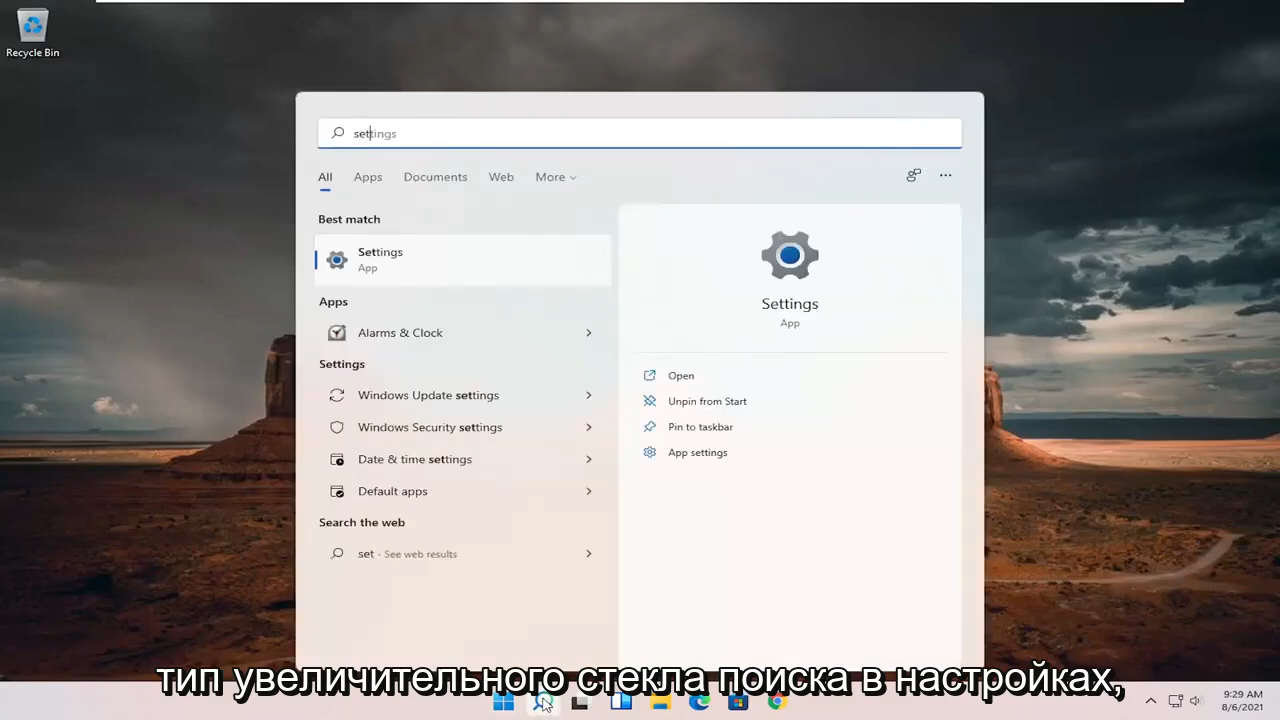 Recycle Bin
settings
All Apps Documents Web More
Best match
Settings
App
Apps
Alarms & Clock
Settings
Windows Update settings
Windows Security settings
Date & time settings
Default apps
Search the web
set - See web results
Settings
App
Open
Unpin from Start
Pin to taskbar
App settings
тип увеличительного стекла поиска в настройках,
9:29 AM
8/6/2021